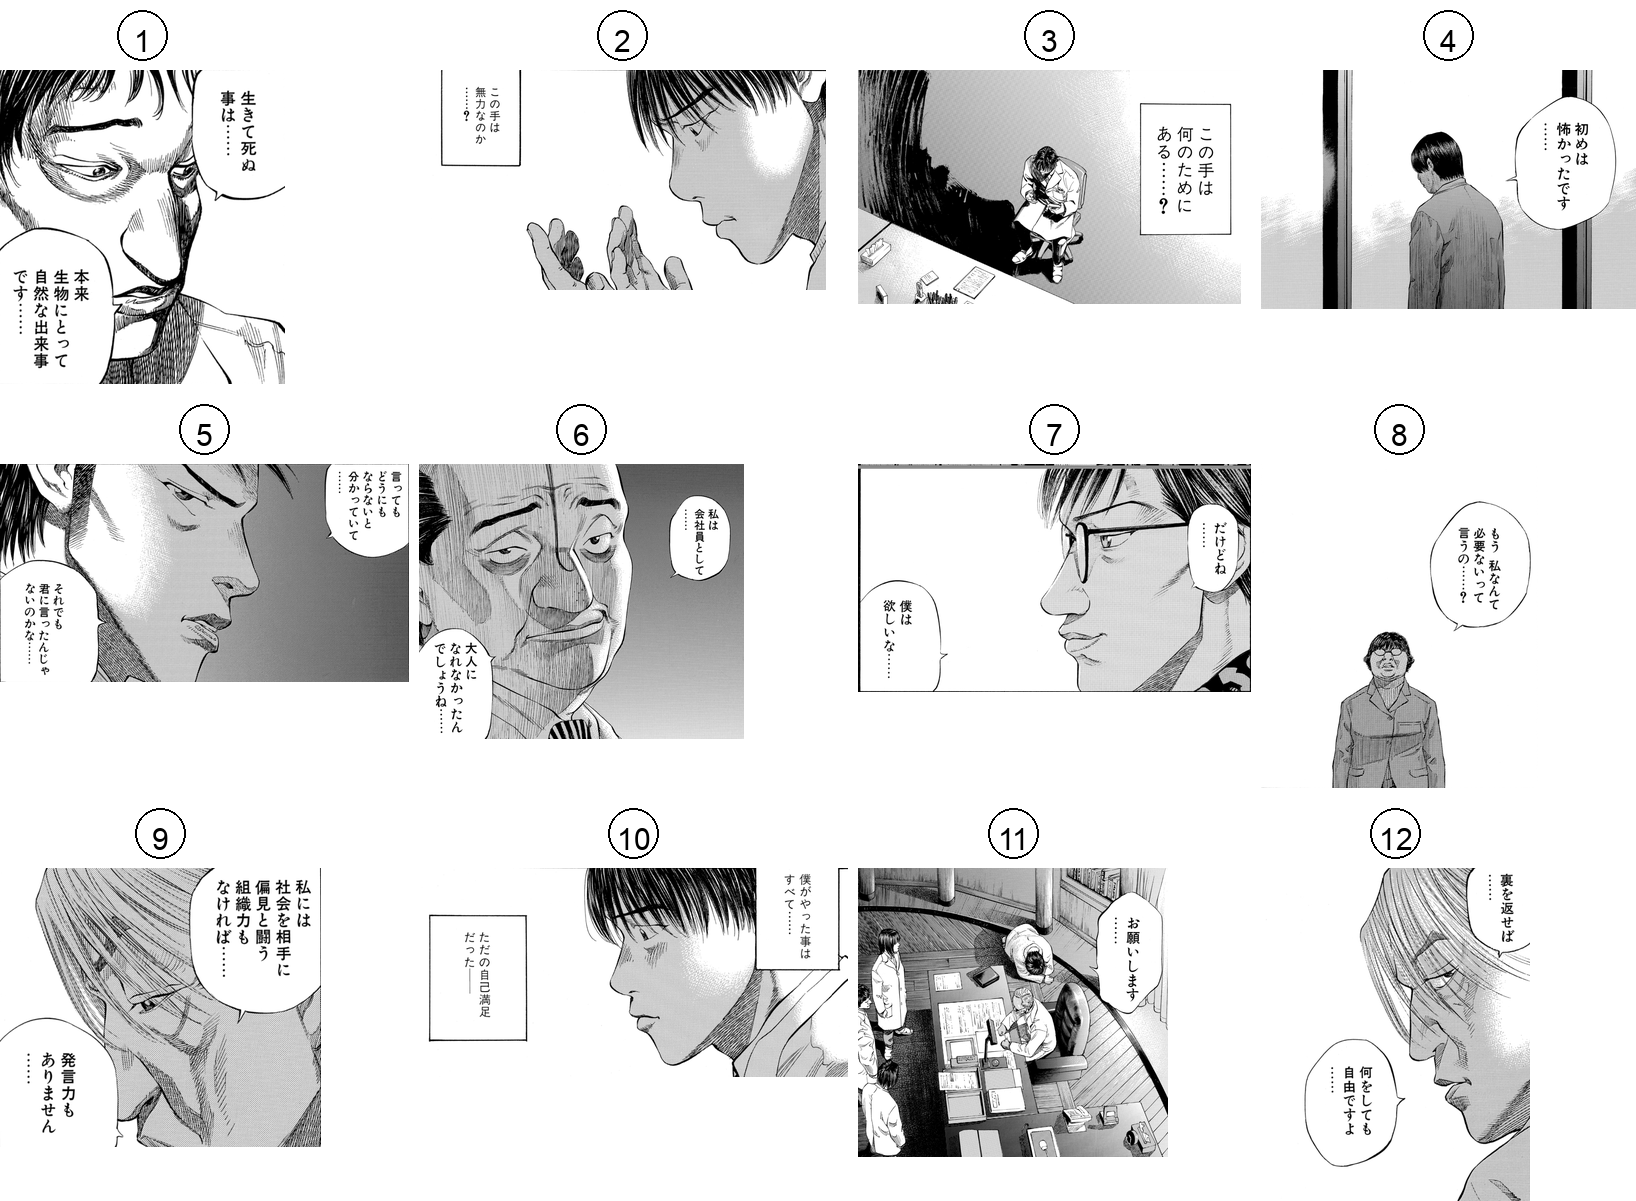 1
生きて死ぬ
事は……
本来
生物にとって
自然な出来事
です……
2
この手は
無力なのか
……?
3
この手は
何のために
ある……?
4
初めは
怖かったです
……
5
言っても
どうにも
ならないと
分かっていて
……
それでも
君に言ったんじゃ
ないのかな……
6
私は
会社員として
……
大人に
なれなかったん
でしょうね……
7
だけどね
……
僕は
欲しいな……
8
もう 私なんて
必要ないって
言うの……?
9
私には
社会を相手に
偏見と闘う
組織力も
なければ……
発言力も
ありません
……
10
僕がやった事は
すべて……
ただの自己満足
だった――
11
お願いします
……
12
裏を返せば
……
何をしても
自由ですよ
……